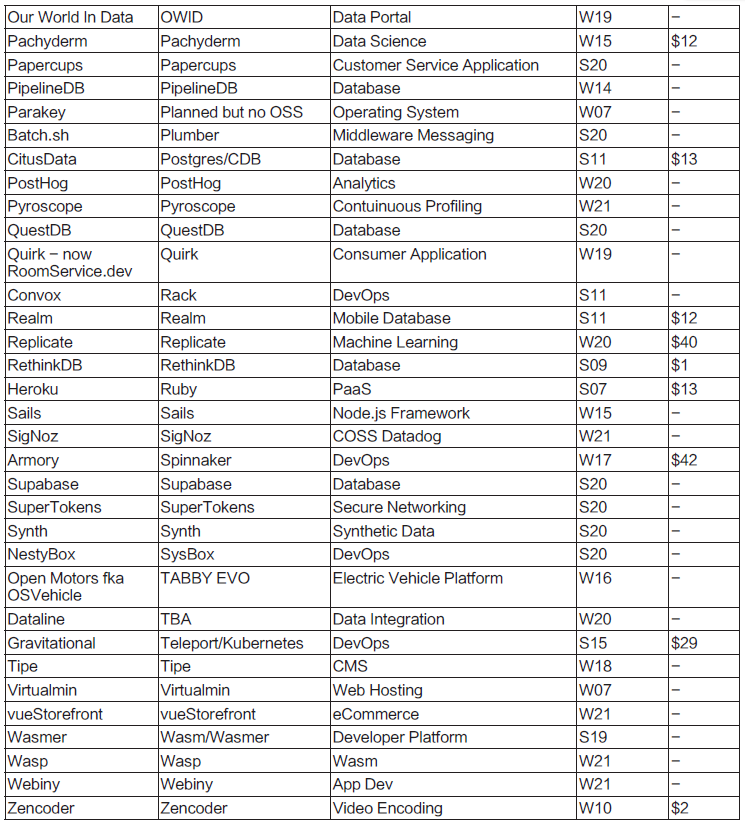 Our World In Data OWID Data Portal W19 –
Pachyderm Pachyderm Data Science W15 $12
Papercups Papercups Customer Service Application S20 –
PipelineDB PipelineDB Database W14 –
Parakey Planned but no OSS Operating System W07 –
Batch.sh Plumber Middleware Messaging S20 –
CitusData Postgres/CDB Database S11 $13
PostHog PostHog Analytics W20 –
Pyroscope Pyroscope Contuinuous Profiling W21 –
QuestDB QuestDB Database S20 –
Quirk – now Quirk Consumer Application W19 –
RoomService.dev
Convox Rack DevOps S11 –
Realm Realm Mobile Database S11 $12
Replicate Replicate Machine Learning W20 $40
RethinkDB RethinkDB Database S09 $1
Heroku Ruby PaaS S07 $13
Sails Sails Node.js Framework W15 –
SigNoz SigNoz COSS Datadog W21 –
Armory Spinnaker DevOps W17 $42
Supabase Supabase Database S20 –
SuperTokens SuperTokens Secure Networking S20 –
Synth Synth Synthetic Data S20 –
NestyBox SysBox DevOps S20 –
Open Motors fka TABBY EVO Electric Vehicle Platform W16 –
OSVehicle
Dataline TBA Data Integration W20 –
Gravitational Teleport/Kubernetes DevOps S15 $29
Tipe Tipe CMS W18 –
Virtualmin Virtualmin Web Hosting W07 –
vueStorefront vueStorefront eCommerce W21 –
Wasmer Wasm/Wasmer Developer Platform S19 –
Wasp Wasp Wasm W21 –
Webiny Webiny App Dev W21 –
Zencoder Zencoder Video Encoding W10 $2